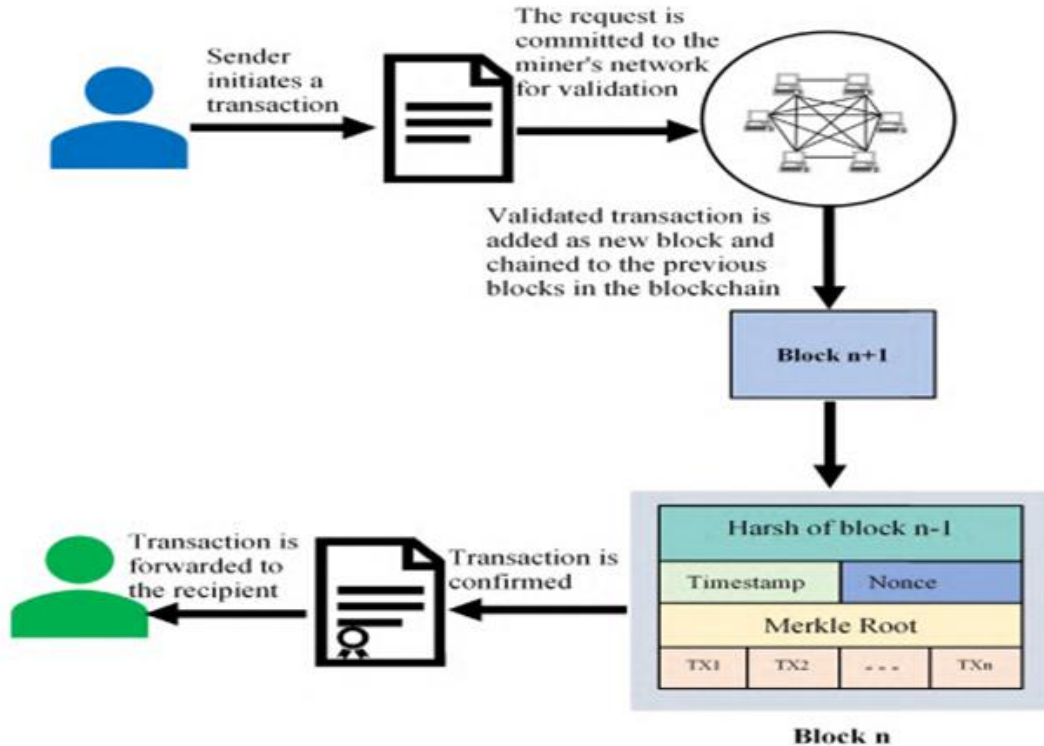 Sender
initiates a
transaction
The request is
committed to the
miner's network
for validation
Validated transaction is
added as new block and
chained to the previous
blocks in the blockchain
Block n+1
Harsh of block n-1
Timestamp
Nonce
Merkle Root
TX1
TX2
---
TXn
Block n
Transaction is
confirmed
Transaction is
forwarded to
the recipient